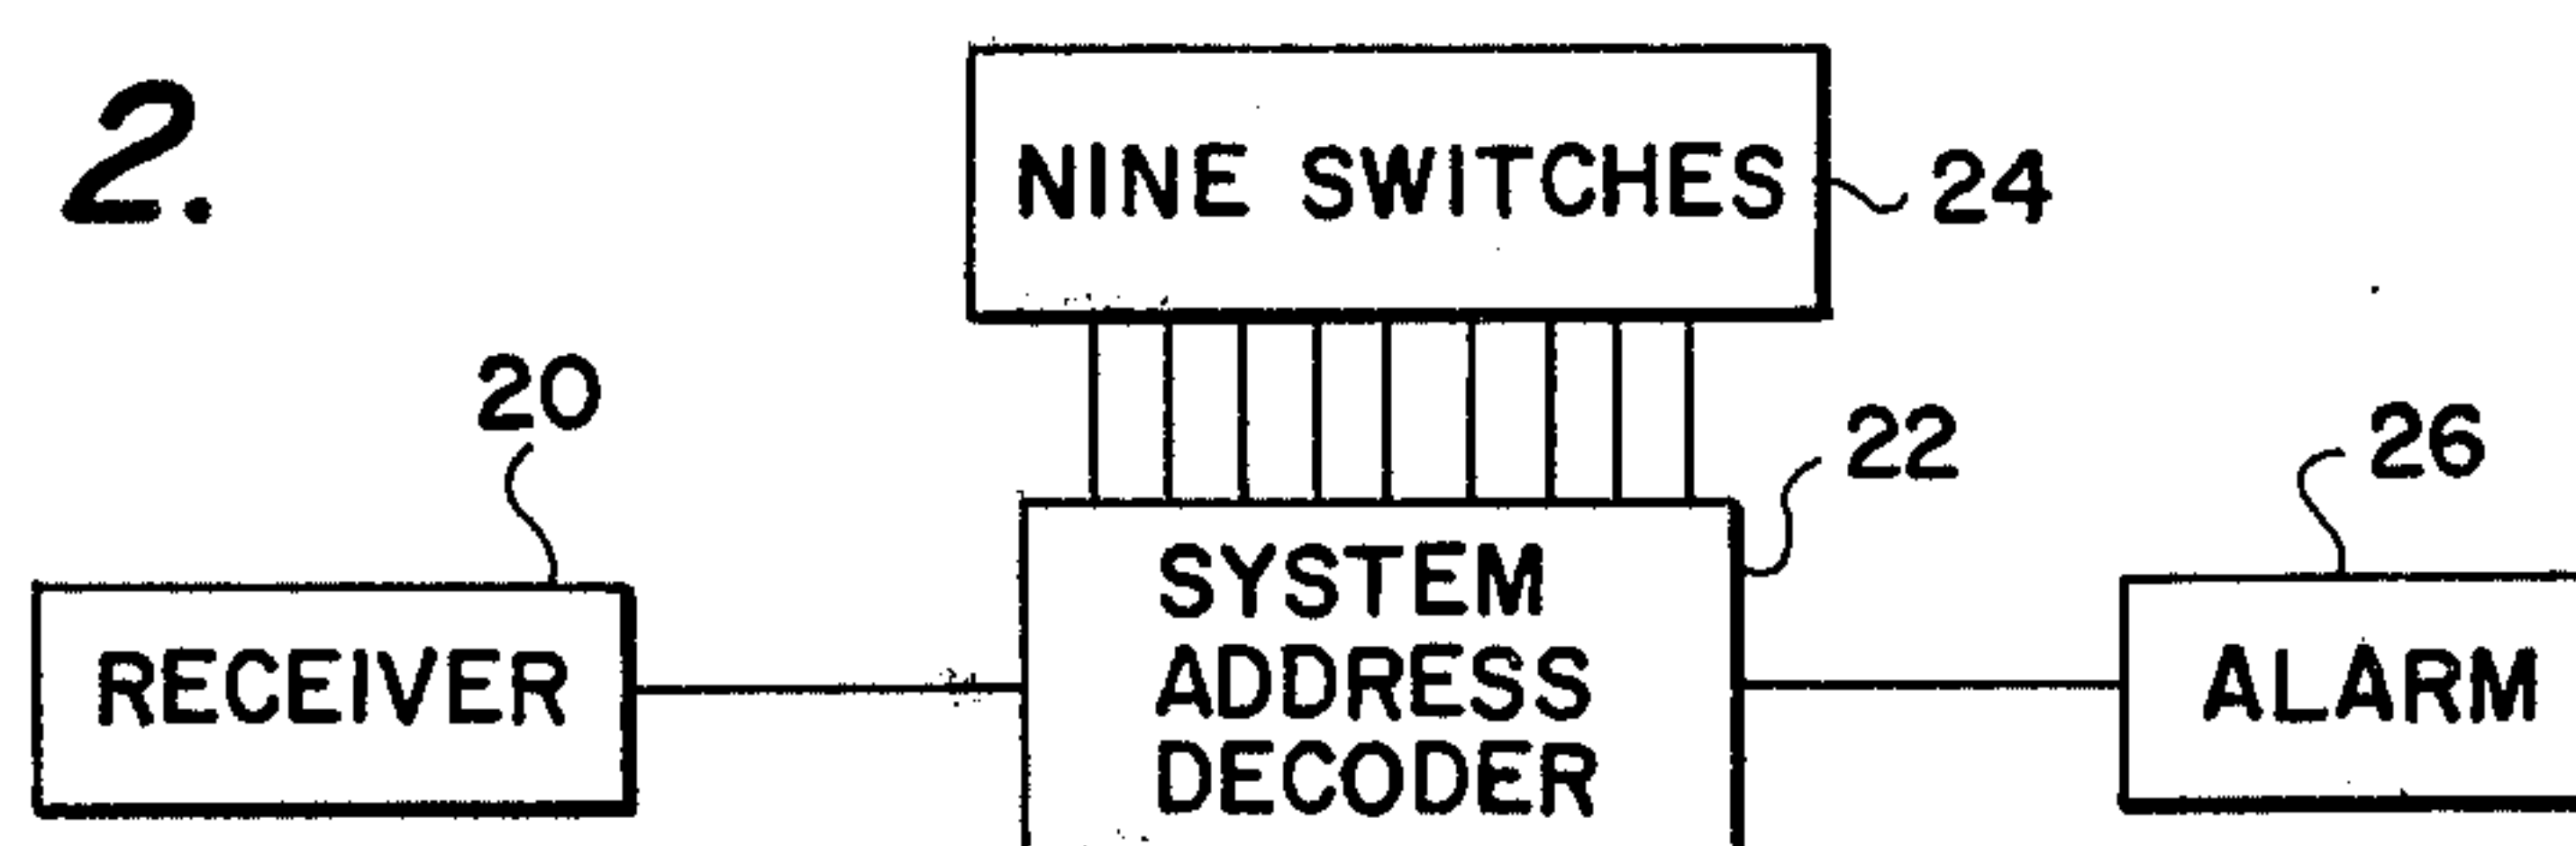 2.
NINE SWITCHES
24
20
22
26
RECEIVER
SYSTEM
ADDRESS
DECODER
ALARM